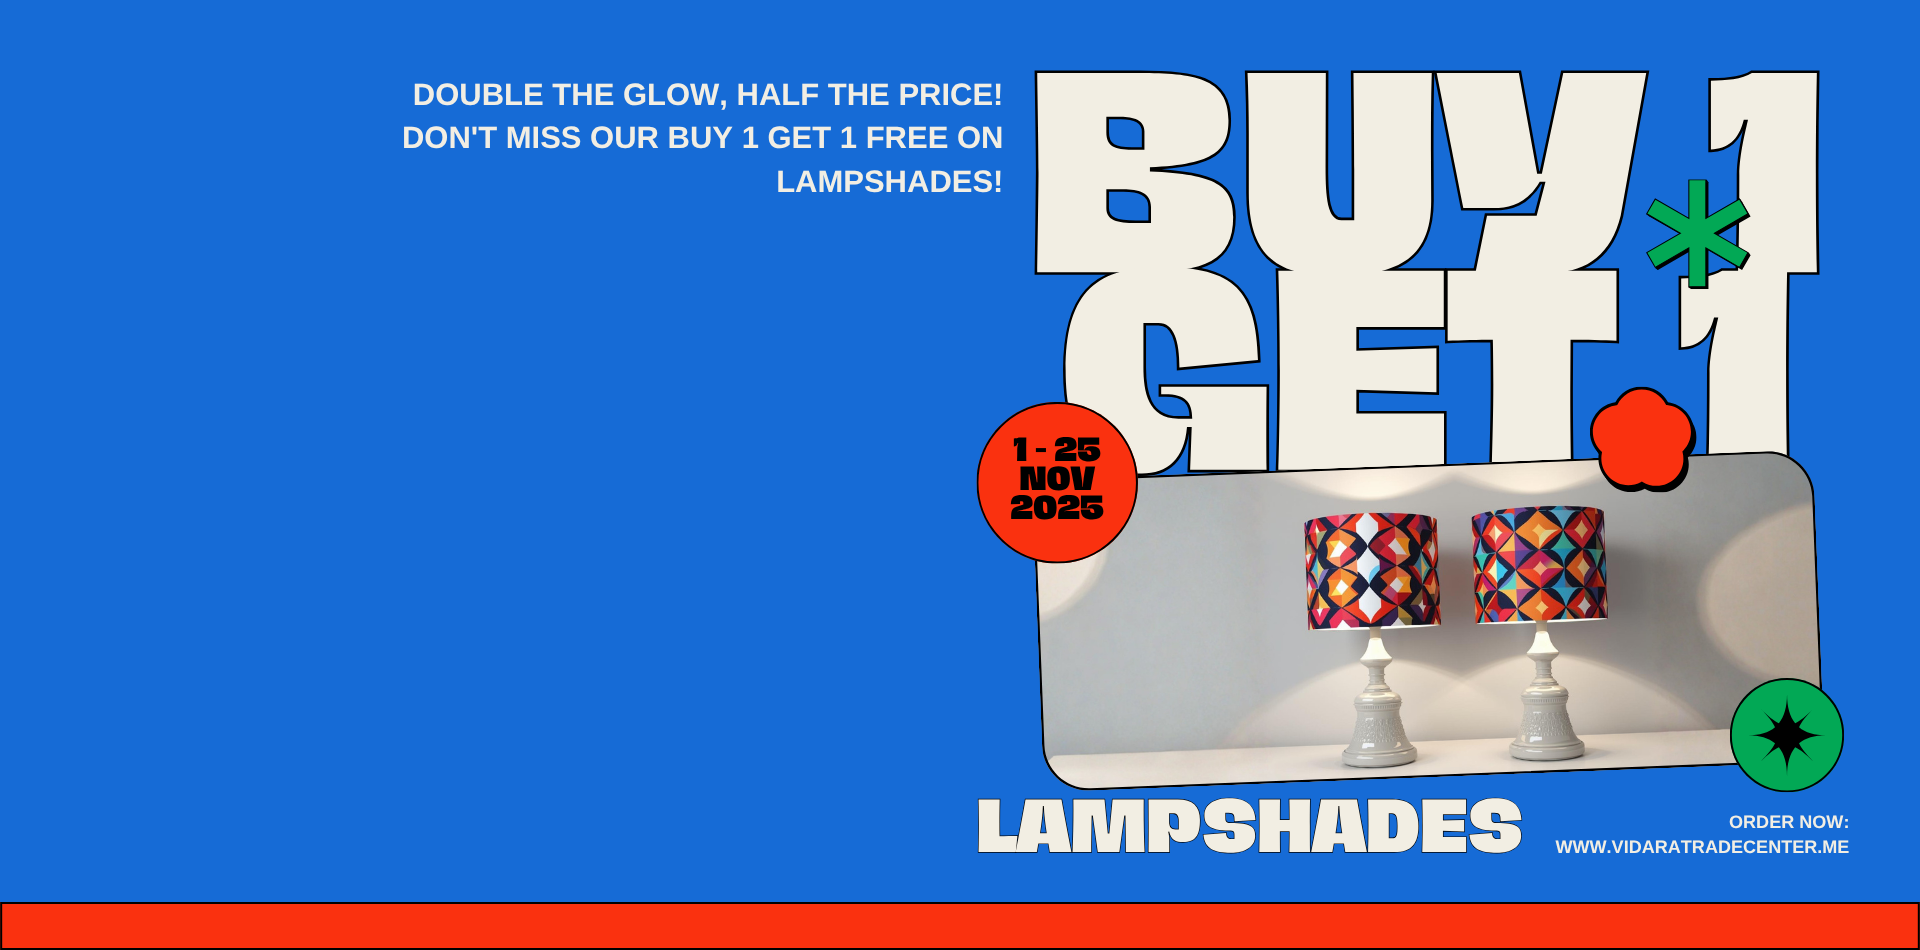 DOUBLE THE GLOW, HALF THE PRICE!
DON'T MISS OUR BUY 1 GET 1 FREE ON
LAMPSHADES!
BUY 1
GET 1
1 - 25
NOV
2025
LAMPSHADES
ORDER NOW:
WWW.VIDARATRADECENTER.ME